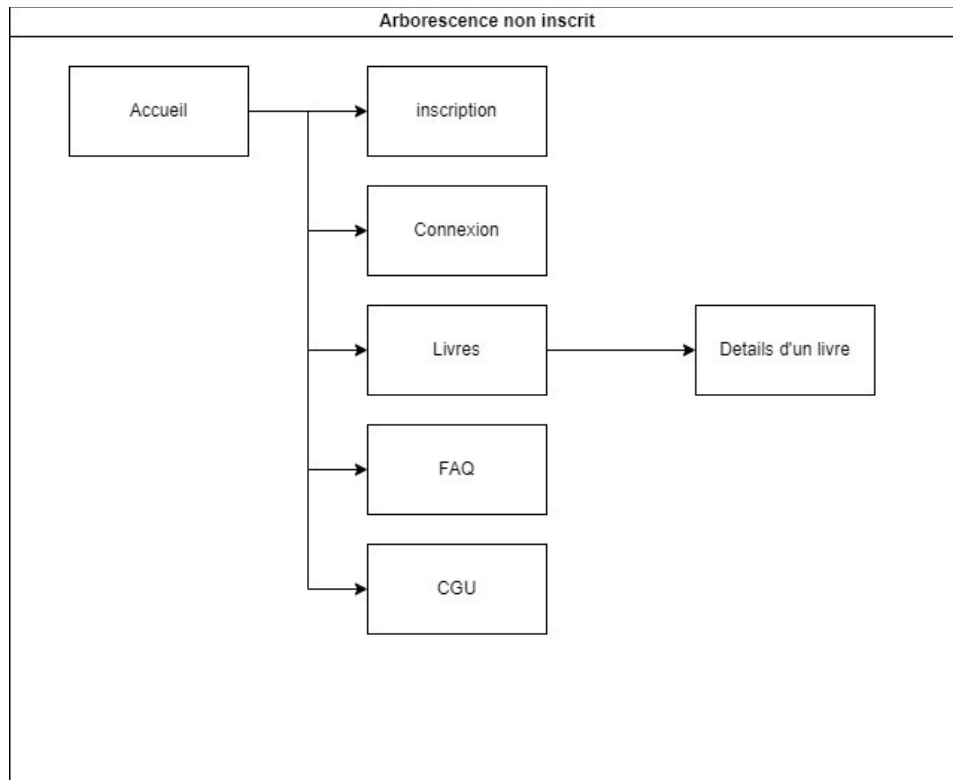 Arborescence non inscrit
Accueil
inscription
Connexion
Livres
Details d'un livre
FAQ
CGU